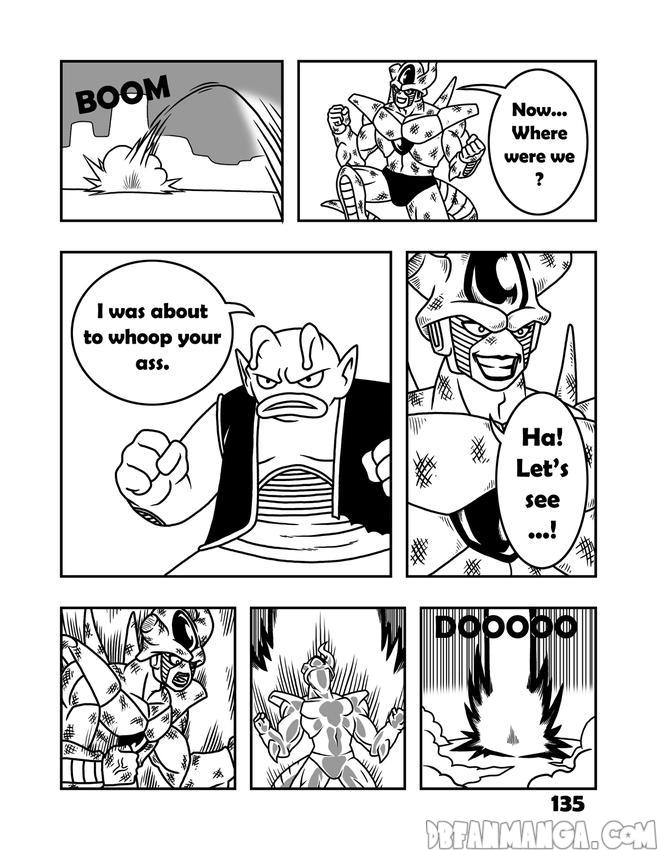 BOOM
Now...
Where
were we
?
I was about
to whoop your
ass.
Ha!
Let's
see
...!
DOOOOO
135
DBFANMANGA.COM